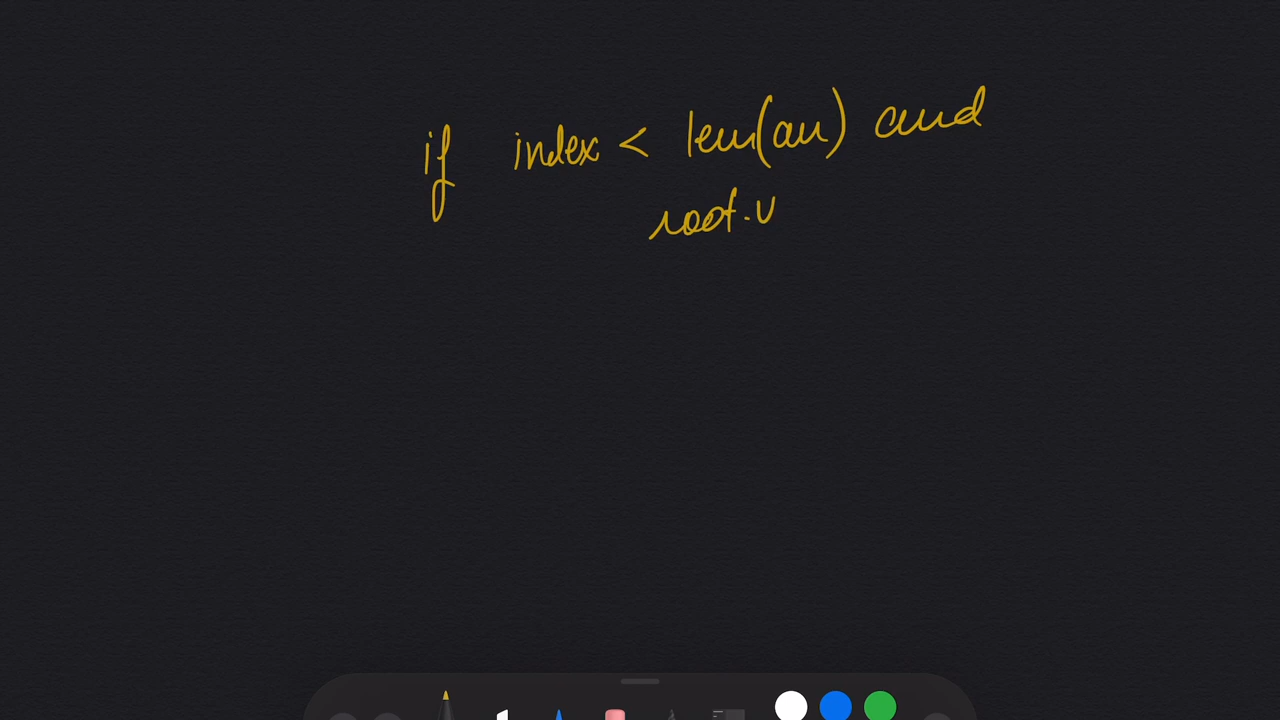 if index < len(arr) and
root.v